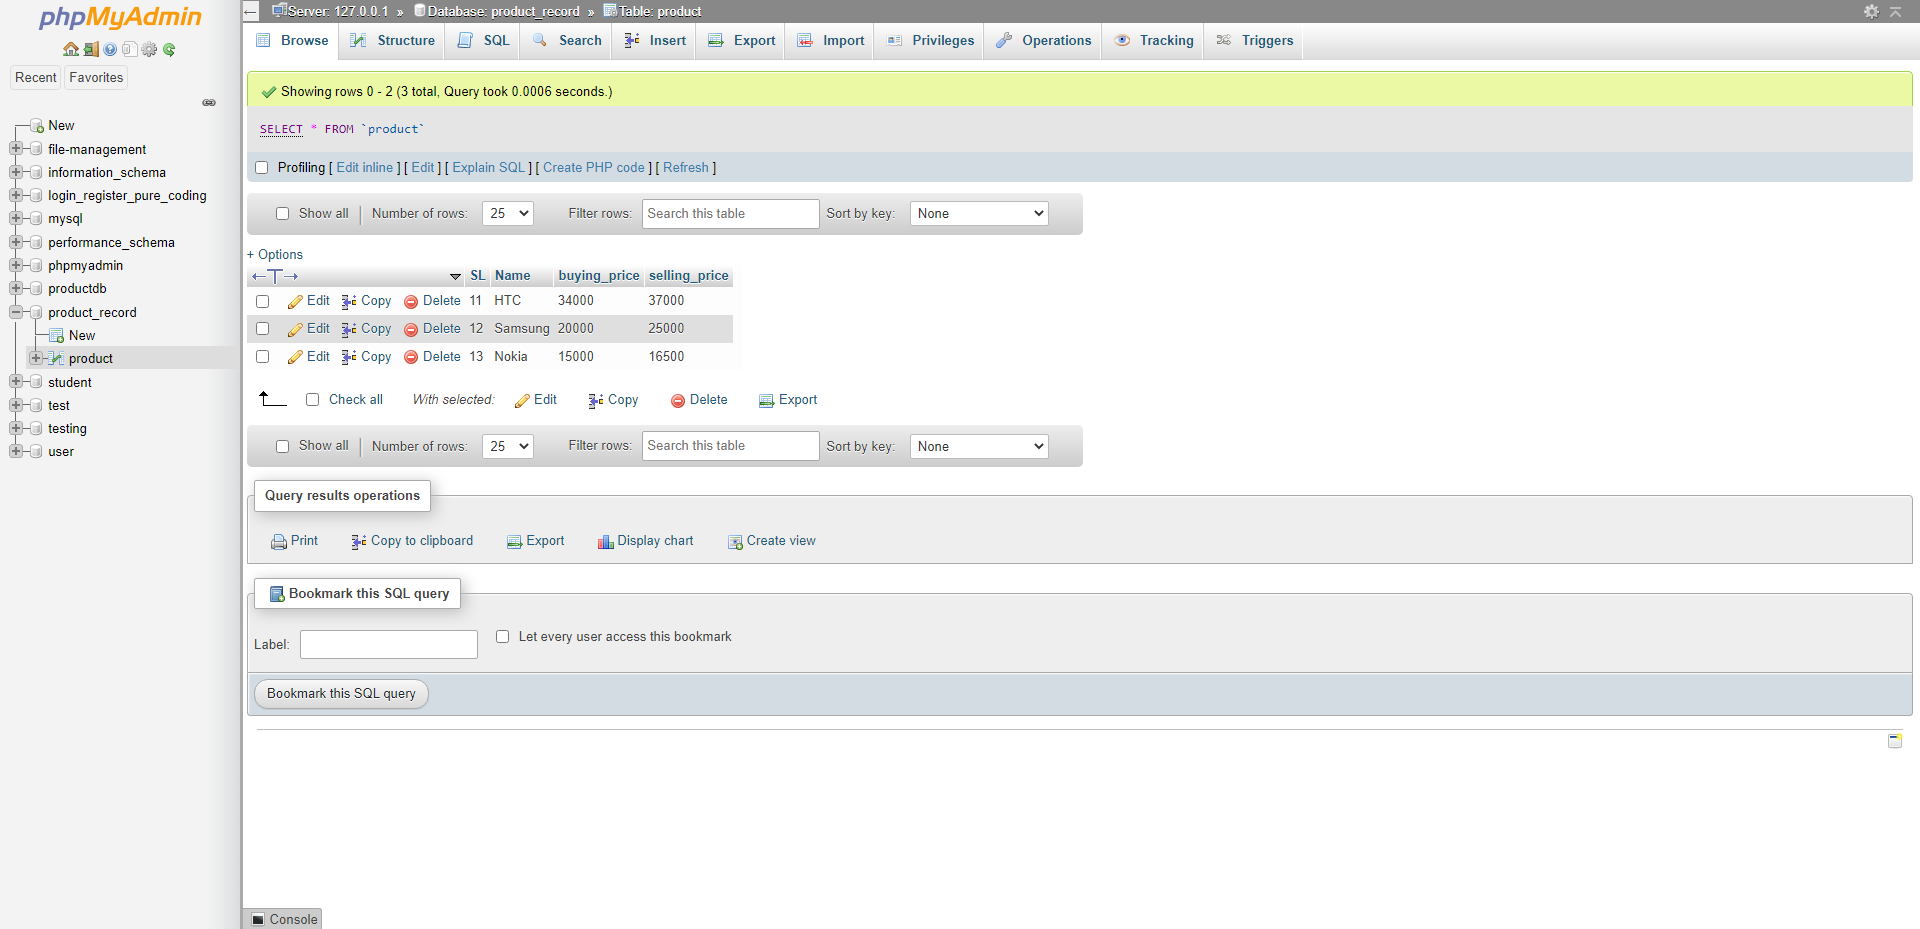 phpMyAdmin
Recent Favorites
New
file-management
information_schema
login_register_pure_coding
mysql
performance_schema
phpmyadmin
productdb
product_record
New
product
student
test
testing
user
Server: 127.0.0.1 » Database: product_record » Table: product
Browse Structure SQL Search Insert Export Import Privileges Operations Tracking Triggers
Showing rows 0 - 2 (3 total, Query took 0.0006 seconds.)
SELECT * FROM `product`
Profiling [ Edit inline ] [ Edit ] [ Explain SQL ] [ Create PHP code ] [ Refresh ]
Show all | Number of rows: 25 Filter rows: Search this table Sort by key: None
+ Options
←T→ SL Name buying_price selling_price
Edit Copy Delete 11 HTC 34000 37000
Edit Copy Delete 12 Samsung 20000 25000
Edit Copy Delete 13 Nokia 15000 16500
Check all With selected: Edit Copy Delete Export
Show all | Number of rows: 25 Filter rows: Search this table Sort by key: None
Query results operations
Print Copy to clipboard Export Display chart Create view
Bookmark this SQL query
Label: Let every user access this bookmark
Bookmark this SQL query
Console